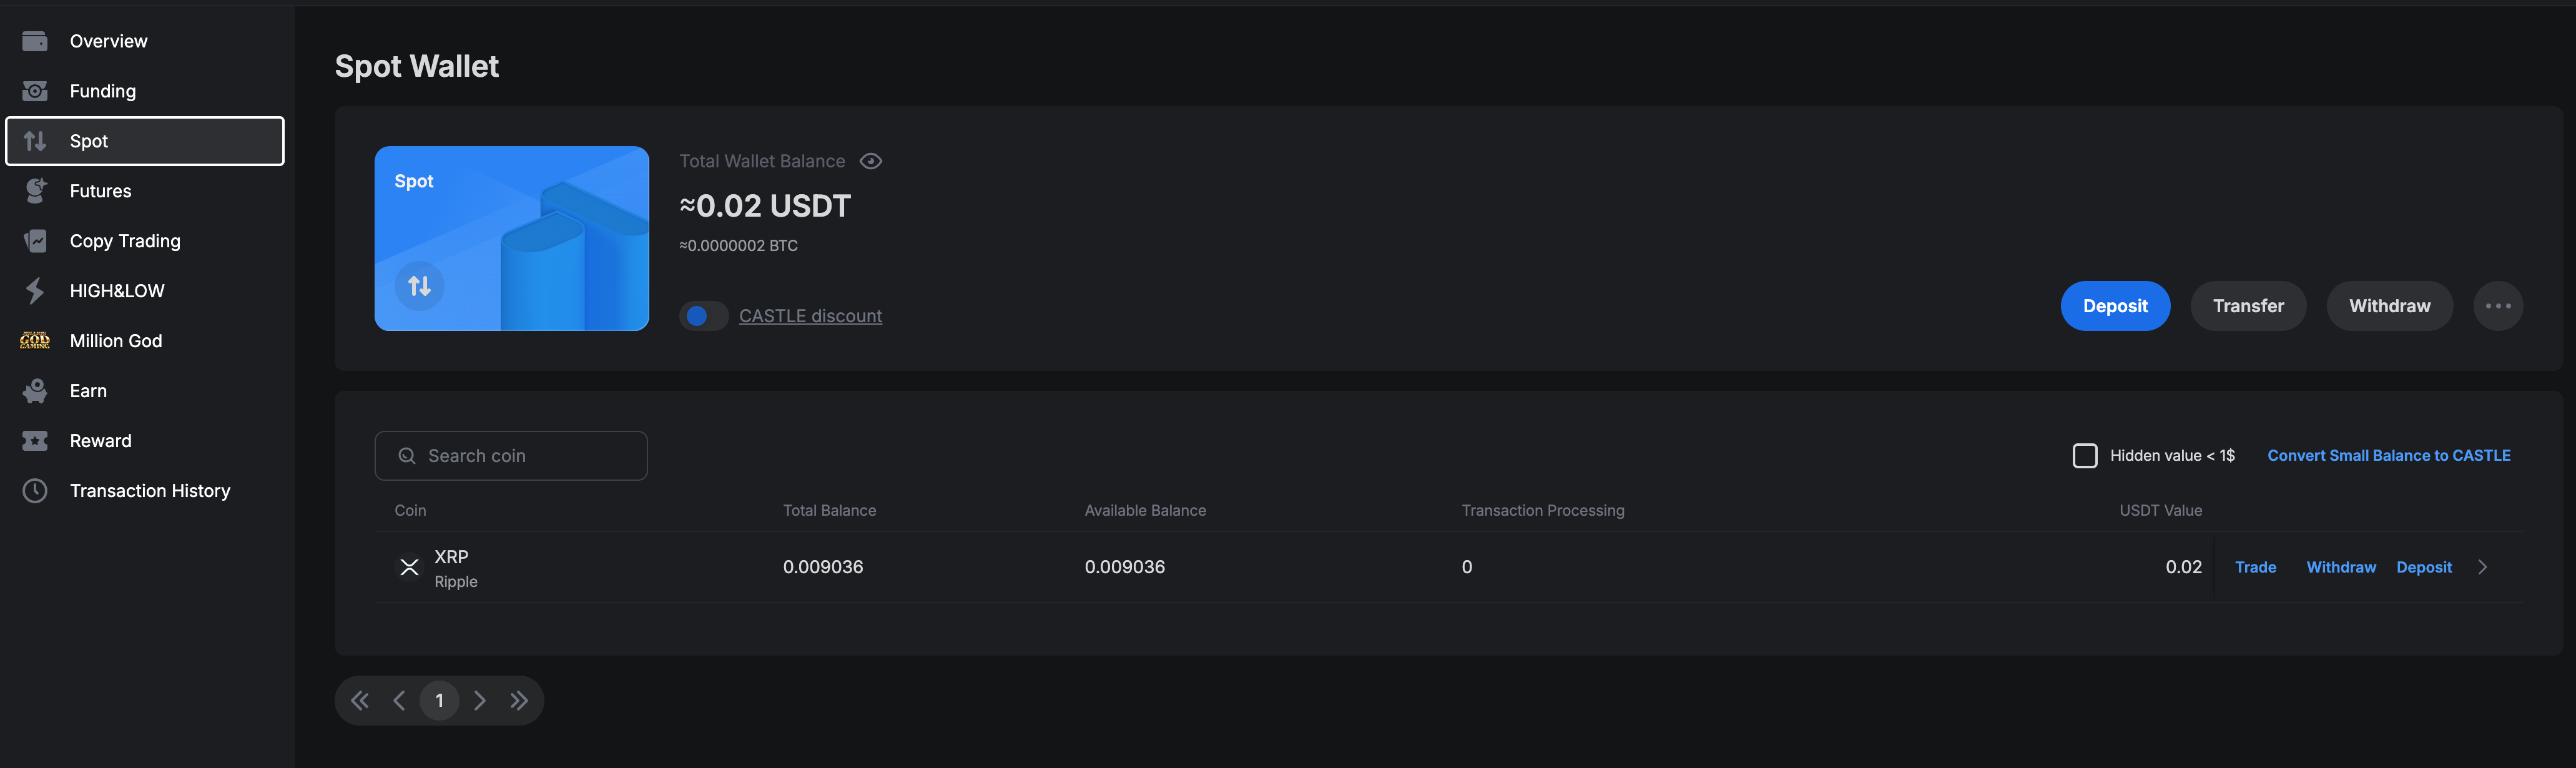 Overview
Funding
Spot
Futures
Copy Trading
HIGH&LOW
Million God
Earn
Reward
Transaction History
Spot Wallet
Spot
Total Wallet Balance
≈0.02 USDT
≈0.0000002 BTC
CASTLE discount
Deposit Transfer Withdraw
Search coin
Hidden value < 1$ Convert Small Balance to CASTLE
Coin Total Balance Available Balance Transaction Processing USDT Value
XRP
Ripple
0.009036 0.009036 0 0.02 Trade Withdraw Deposit
1